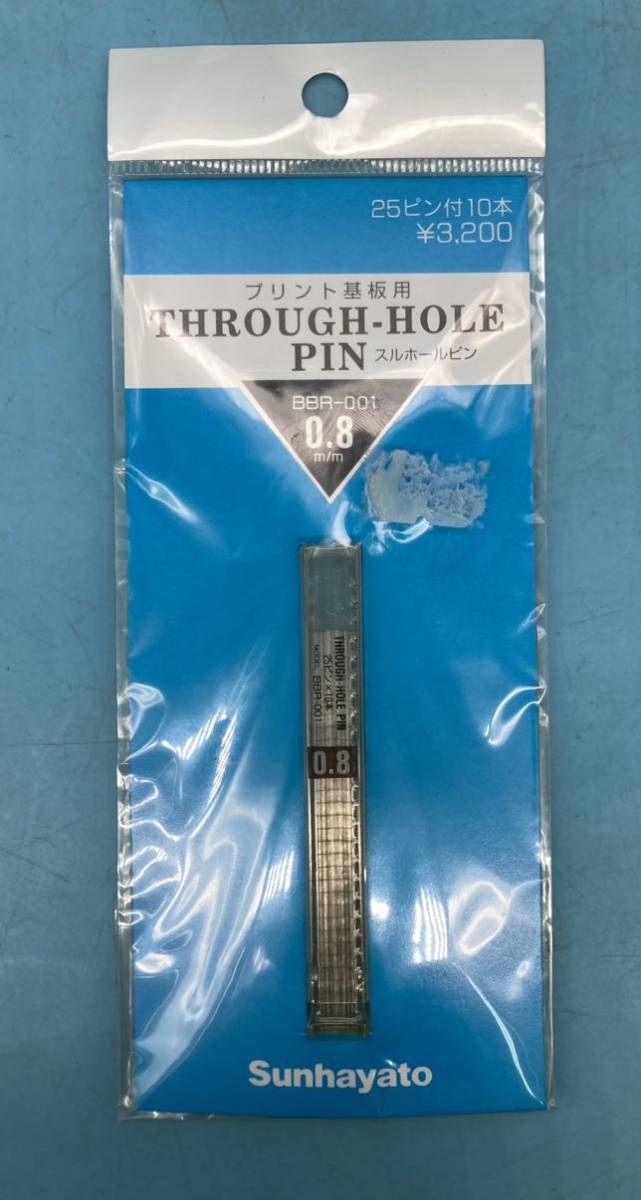 25ピン付10本
¥3,200
プリント基板用
THROUGH-HOLE
PIN スルホールピン
BBR-001
0.8
m/m
THROUGH-HOLE PIN
25ピン×10本
MODEL BBR-001
0.8
Sunhayato